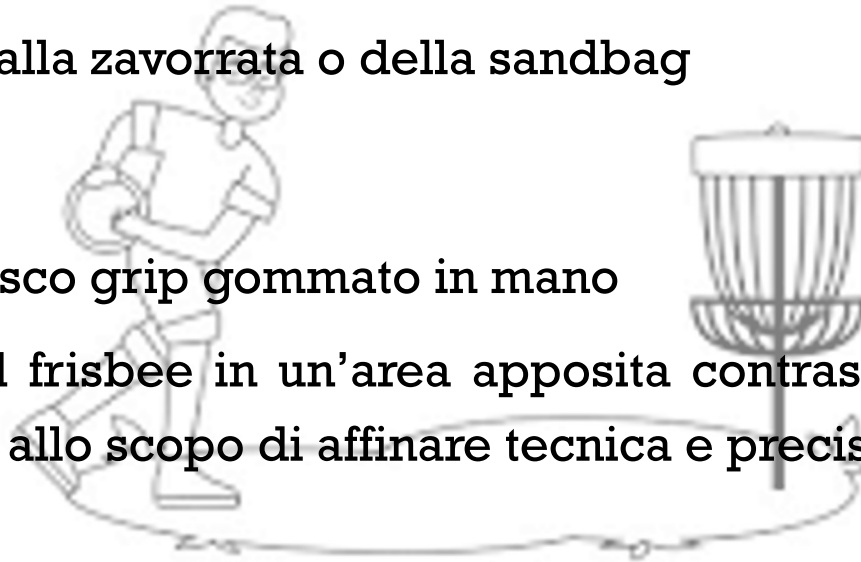 alla zavorrata o della sandbag
sco grip gommato in mano
l frisbee in un’area apposita contras
allo scopo di affinare tecnica e precis